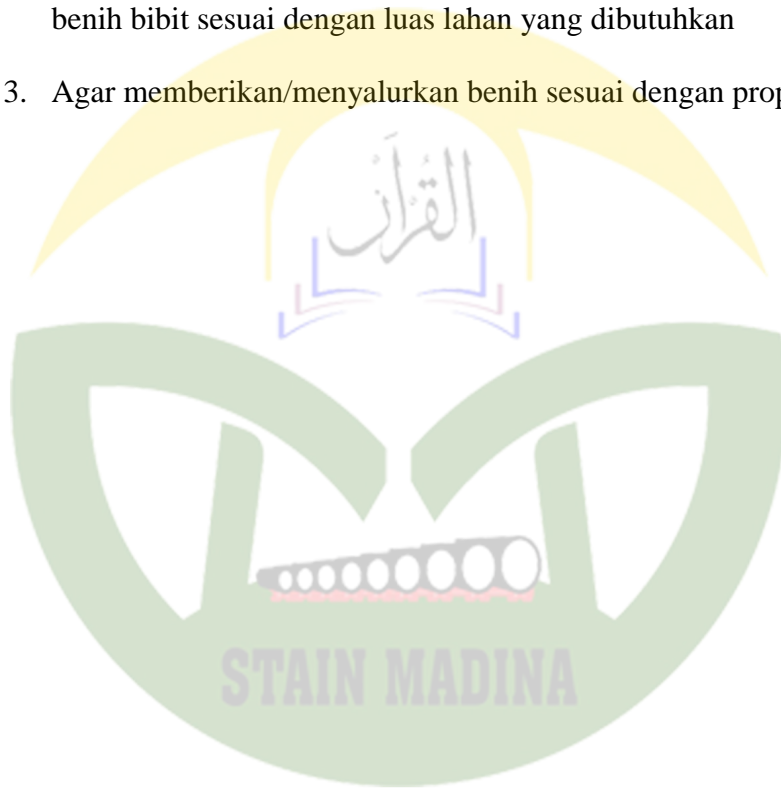 benih bibit sesuai dengan luas lahan yang dibutuhkan
3. Agar memberikan/menyalurkan benih sesuai dengan prop
القرآن
STAIN MADINA